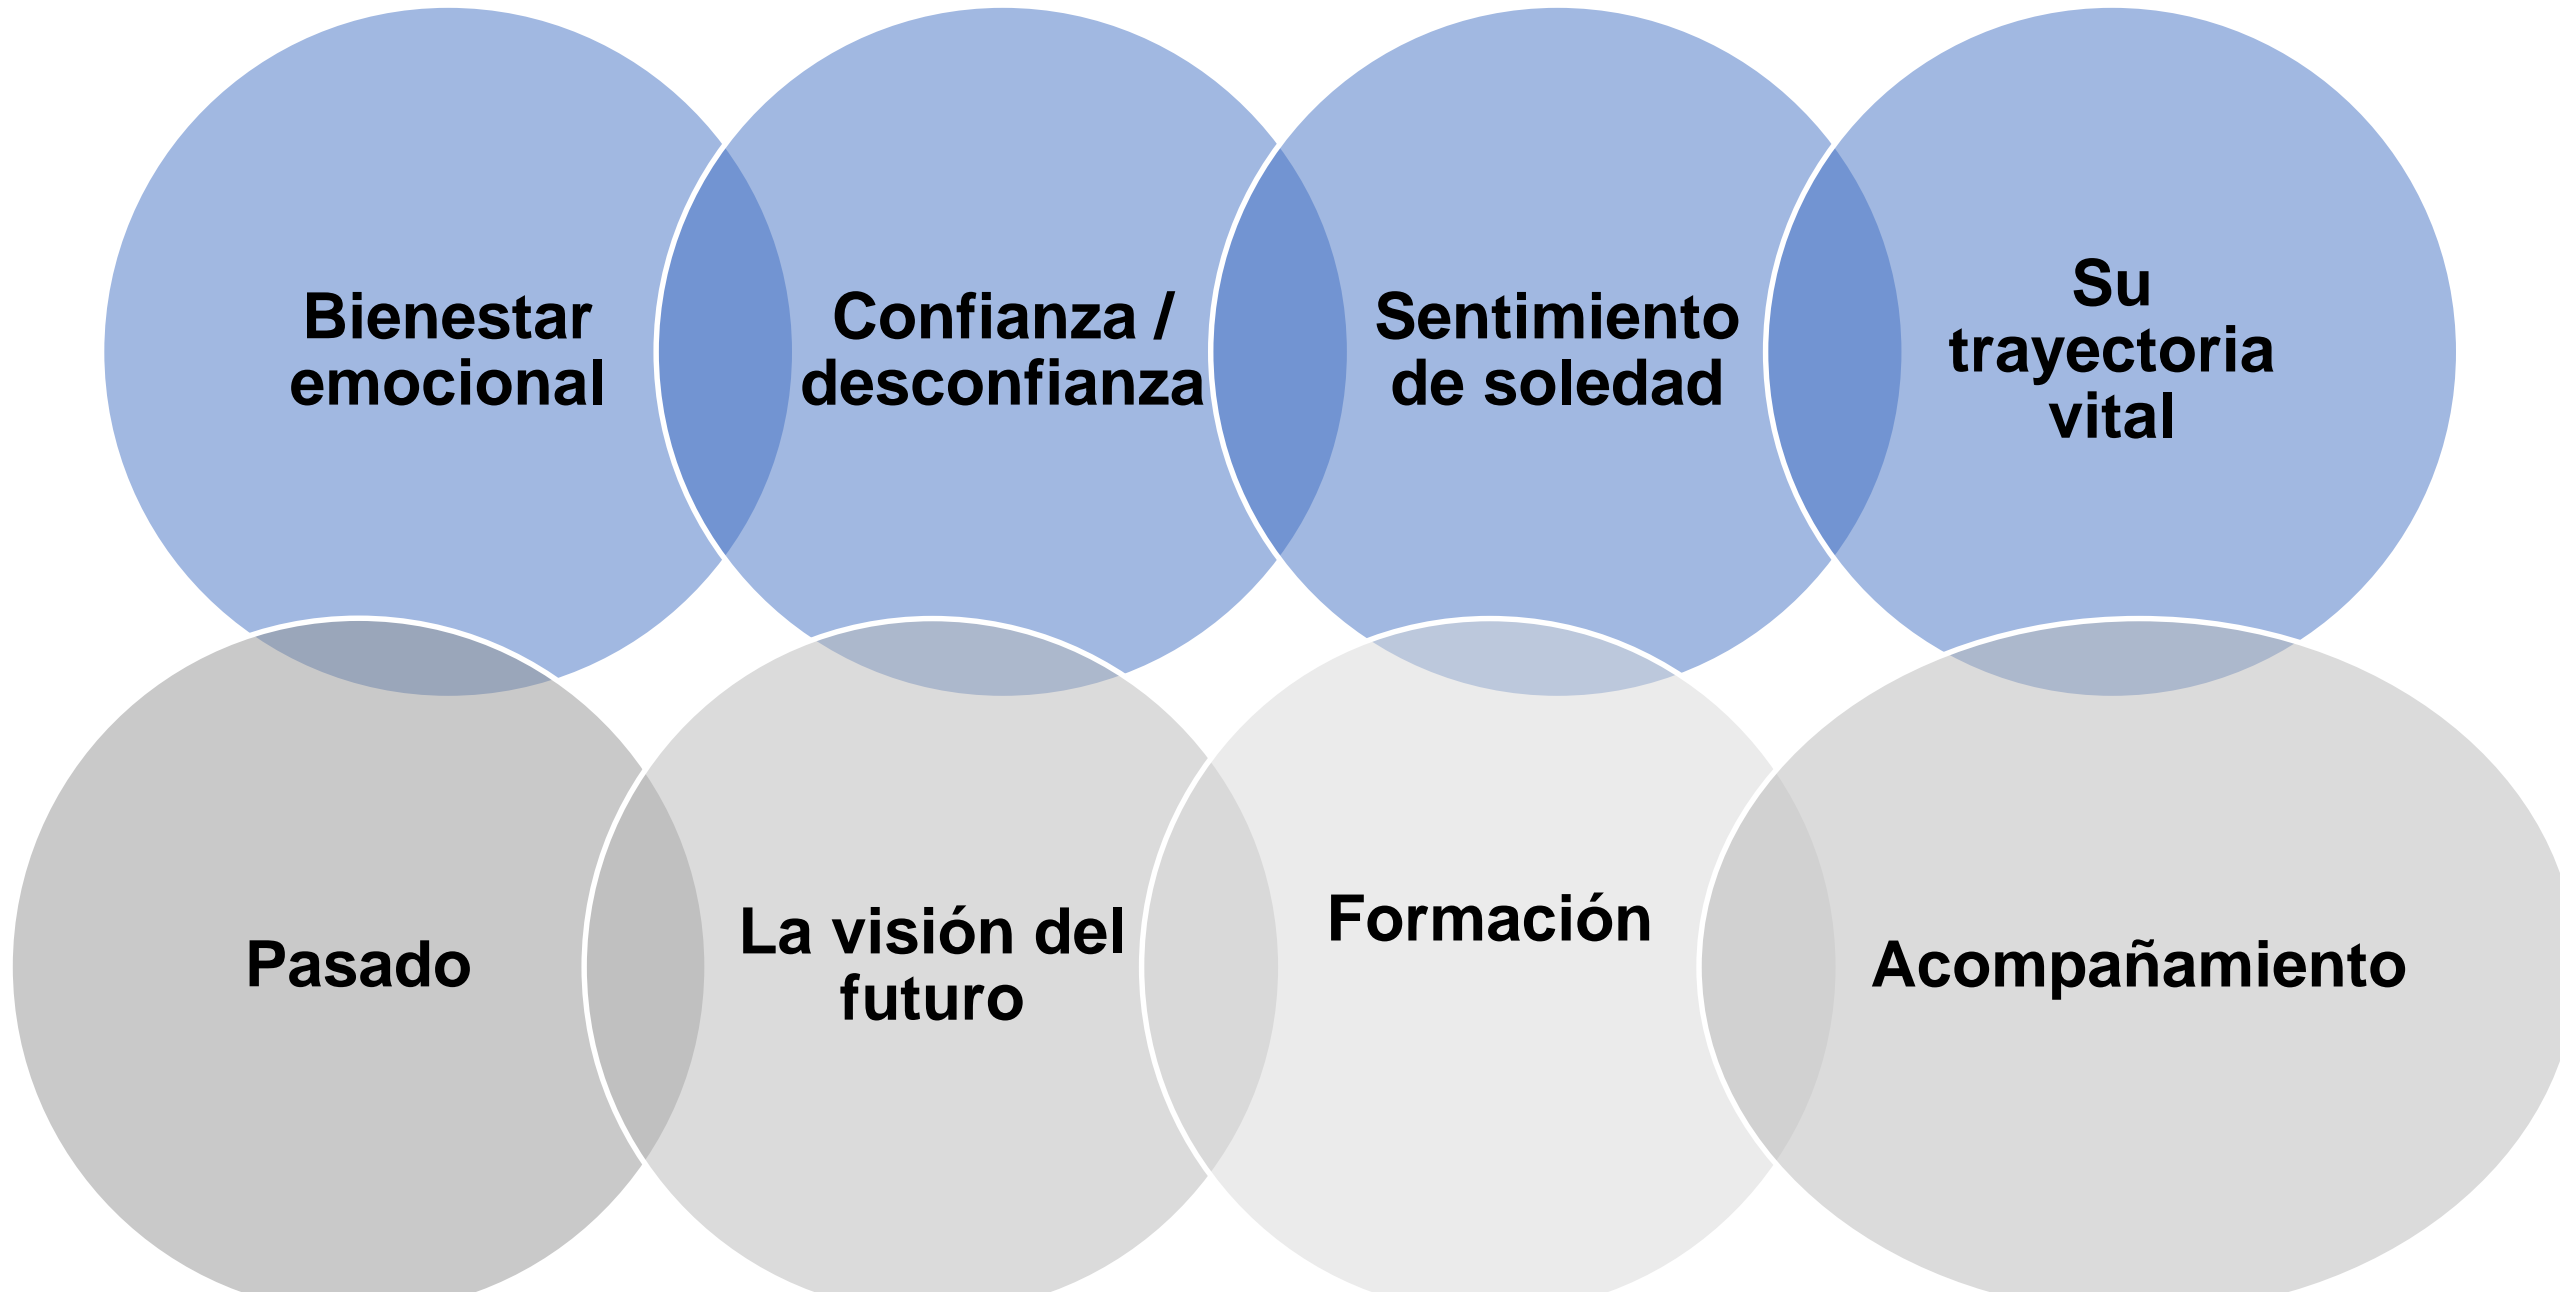 Bienestar
emocional
Confianza /
desconfianza
Sentimiento
de soledad
Su
trayectoria
vital
Pasado
La visión del
futuro
Formación
Acompañamiento